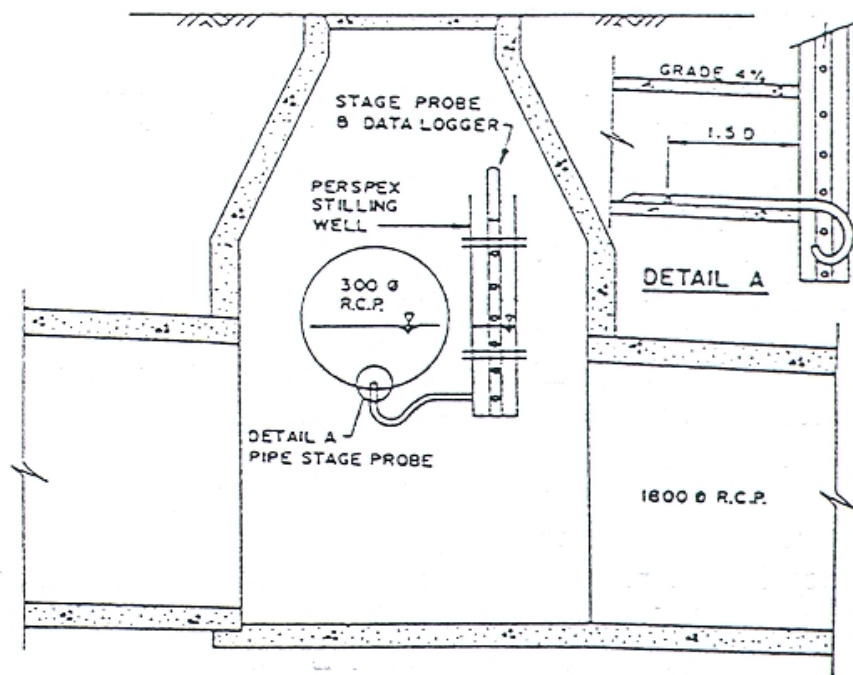 STAGE PROBE
& DATA LOGGER
PERSPEX
STILLING
WELL
300 Ø
R.C.P.
DETAIL A
PIPE STAGE PROBE
GRADE 4%
1.5 D
DETAIL A
1800 Ø R.C.P.